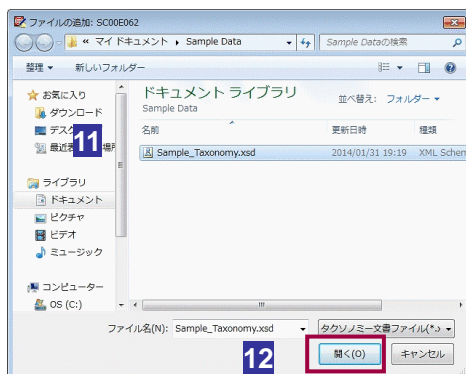 ファイルの追加: SC00E062
« マイ ドキュメント ▸ Sample Data
Sample Dataの検索
整理 ▼ 新しいフォルダー
お気に入り
ダウンロード
デスク
最近 場所
ライブラリ
ドキュメント
ピクチャ
ビデオ
ミュージック
コンピューター
OS (C:)
ドキュメント ライブラリ
Sample Data
並べ替え: フォルダー ▼
名前 更新日時 種類
Sample_Taxonomy.xsd 2014/01/31 19:19 XML Schem
11
ファイル名(N): Sample_Taxonomy.xsd タクソノミー文書ファイル(*.x
12
開く(O) キャンセル